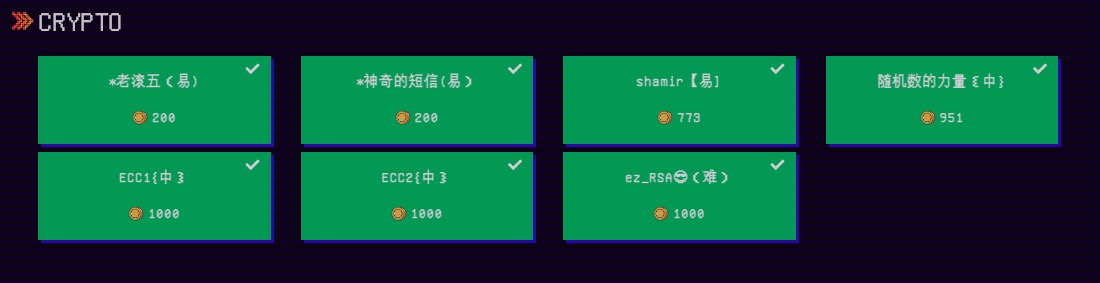 CRYPTO
*老滚五(易)
200
*神奇的短信(易)
200
shamir【易]
773
随机数的力量{中}
951
ECC1{中}
1000
ECC2{中}
1000
ez_RSA😎(难)
1000